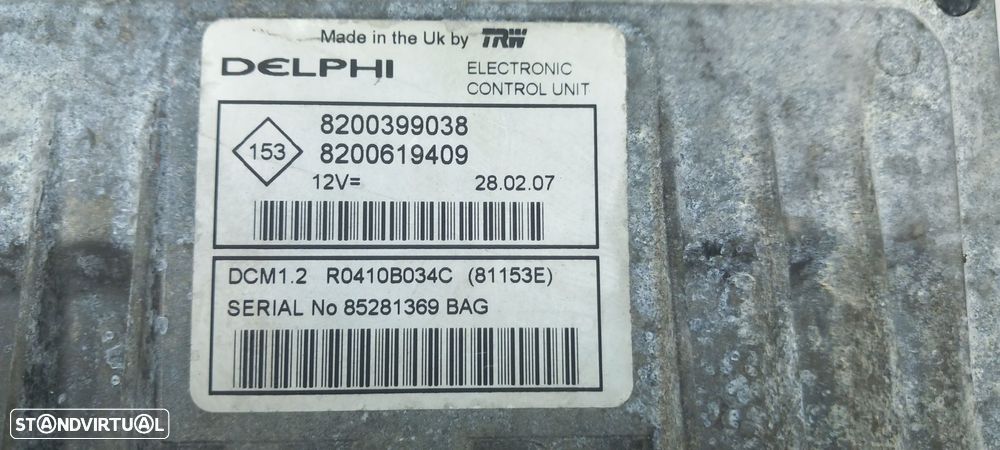 Made in the Uk by TRW
DELPHI
ELECTRONIC
CONTROL UNIT
153
8200399038
8200619409
12V=
28.02.07
DCM1.2 R0410B034C (81153E)
SERIAL No 85281369 BAG
STANDVIRTUAL